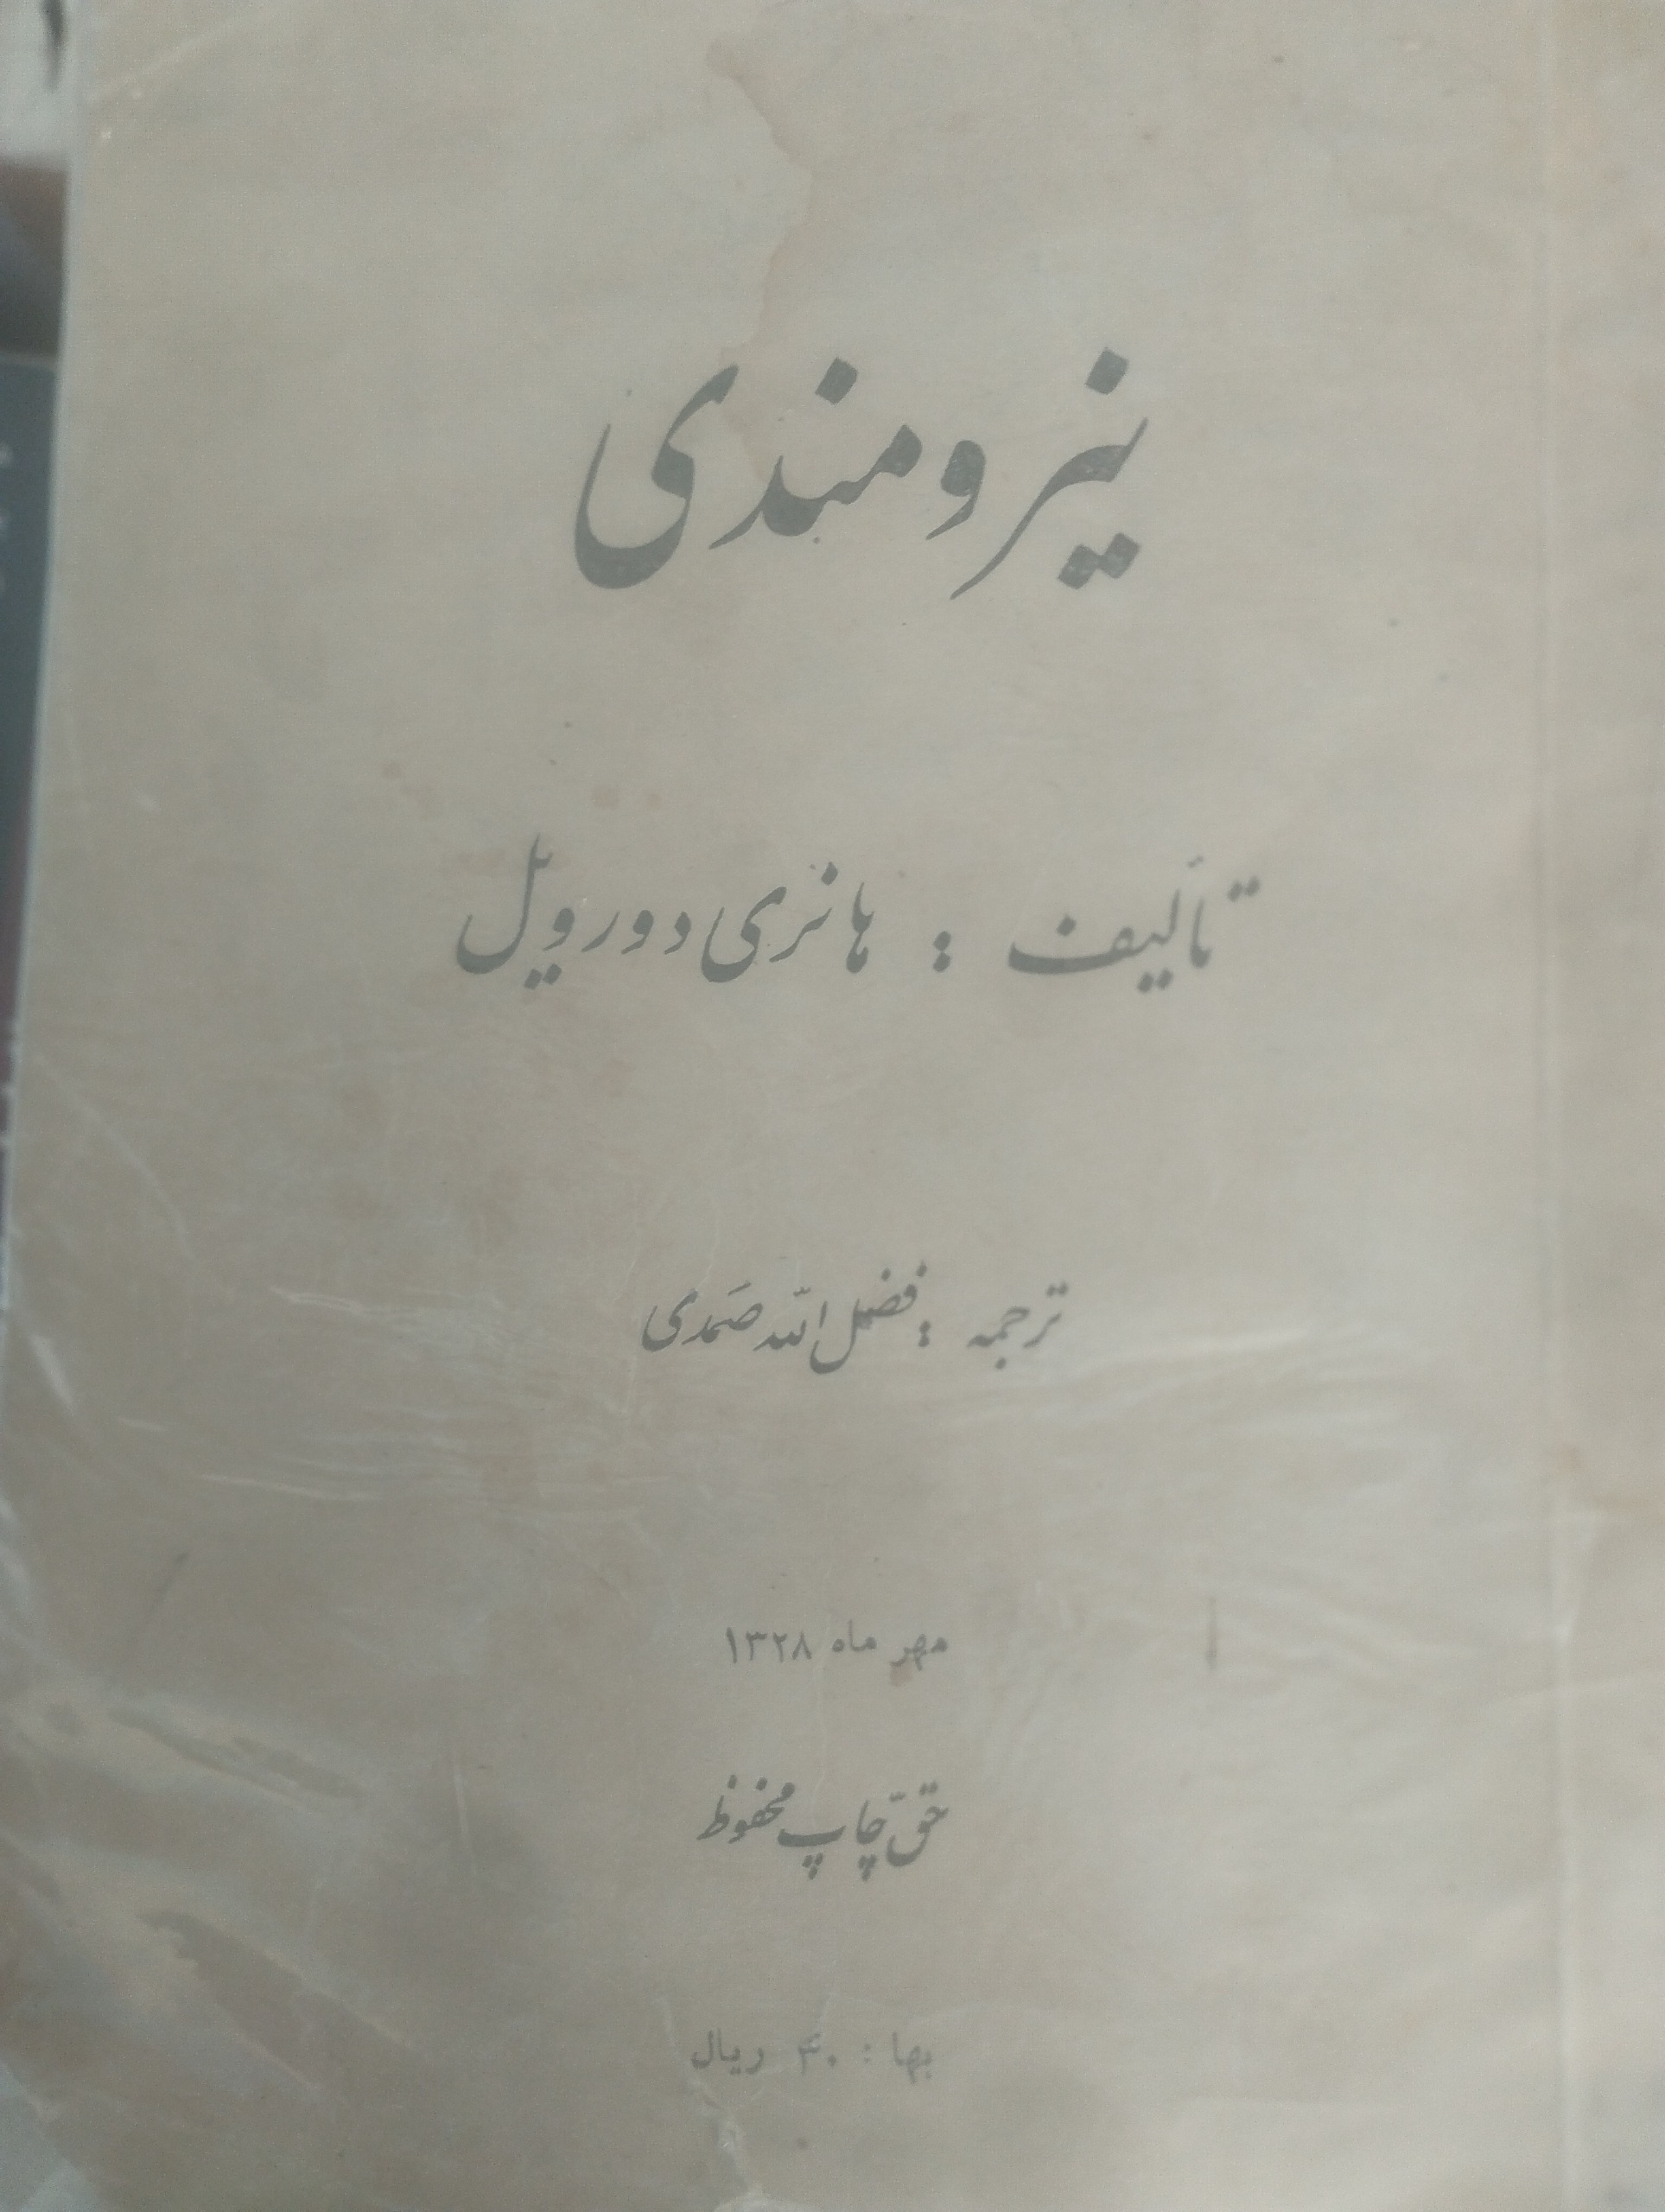 نیرومندی
تألیف : هانری دورویل
ترجمه : فضل الله صمدی
مهر ماه ۱۳۲۸
حق چاپ محفوظ
بها : ۴۰ ریال